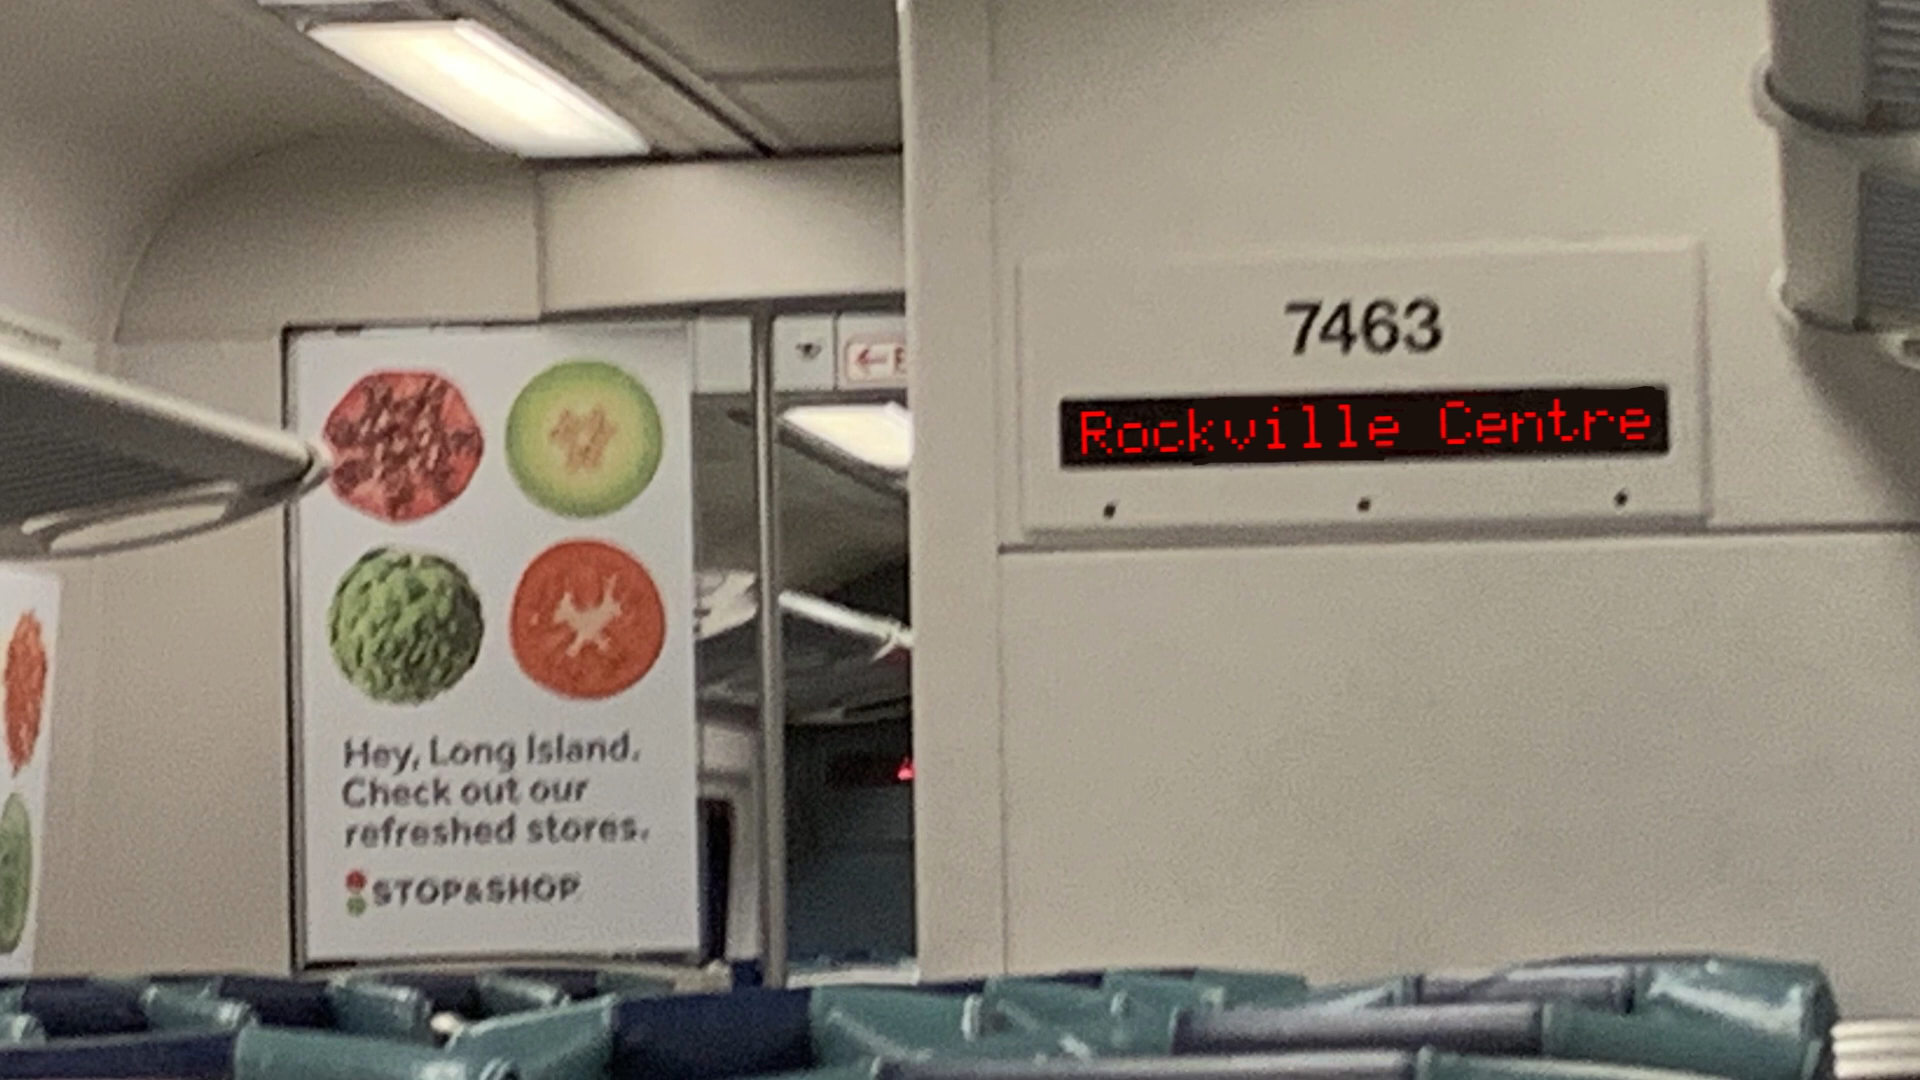 Hey, Long Island.
Check out our
refreshed stores.
STOP&SHOP
7463
Rockville Centre